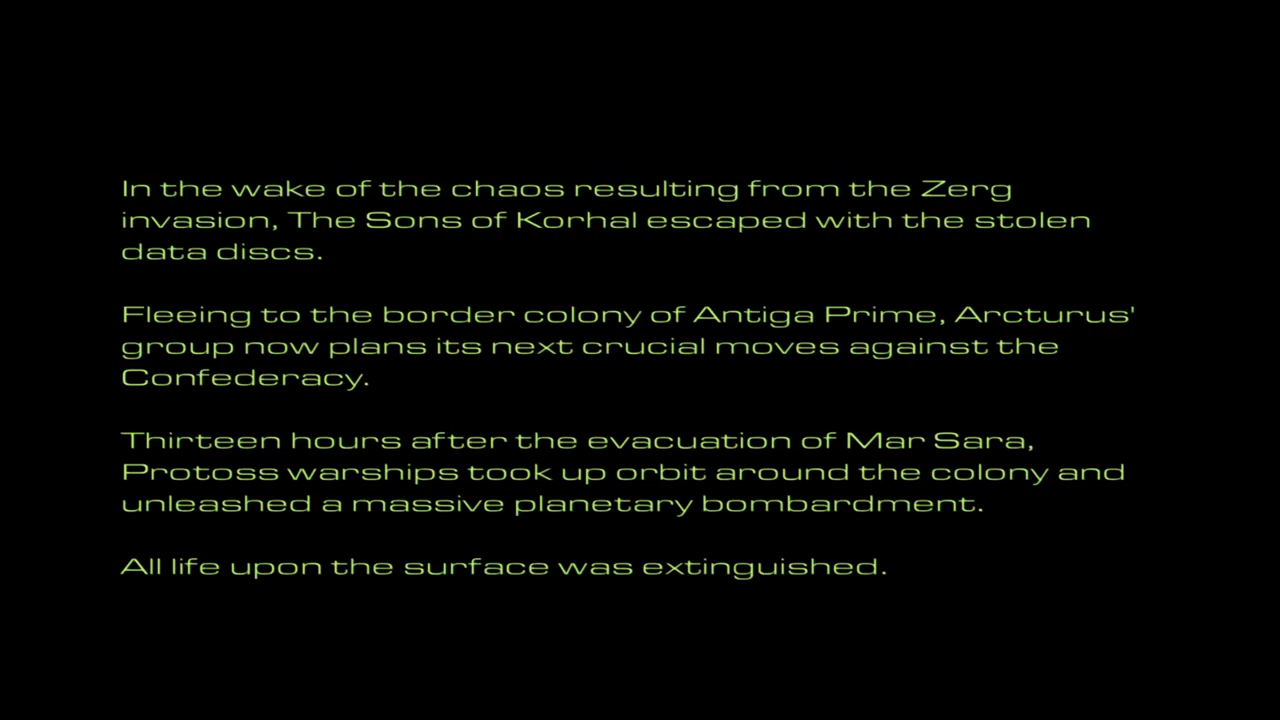 In the wake of the chaos resulting from the Zerg
invasion, The Sons of Korhal escaped with the stolen
data discs.
Fleeing to the border colony of Antiga Prime, Arcturus'
group now plans its next crucial moves against the
Confederacy.
Thirteen hours after the evacuation of Mar Sara,
Protoss warships took up orbit around the colony and
unleashed a massive planetary bombardment.
All life upon the surface was extinguished.